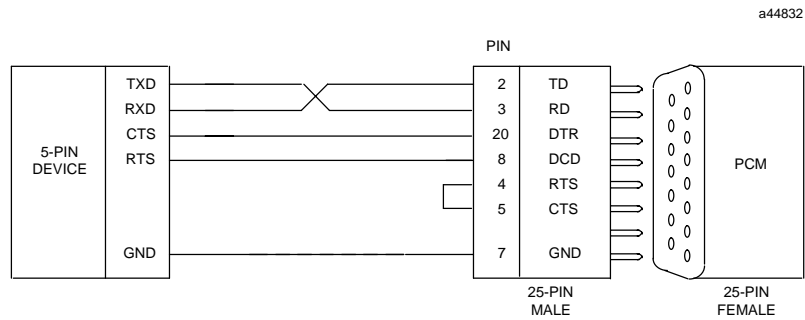 a44832
PIN
TXD 2 TD
RXD 3 RD
CTS 20 DTR
5-PIN
DEVICE
RTS 8 DCD
PCM
4 RTS
5 CTS
GND 7 GND
25-PIN
MALE
25-PIN
FEMALE